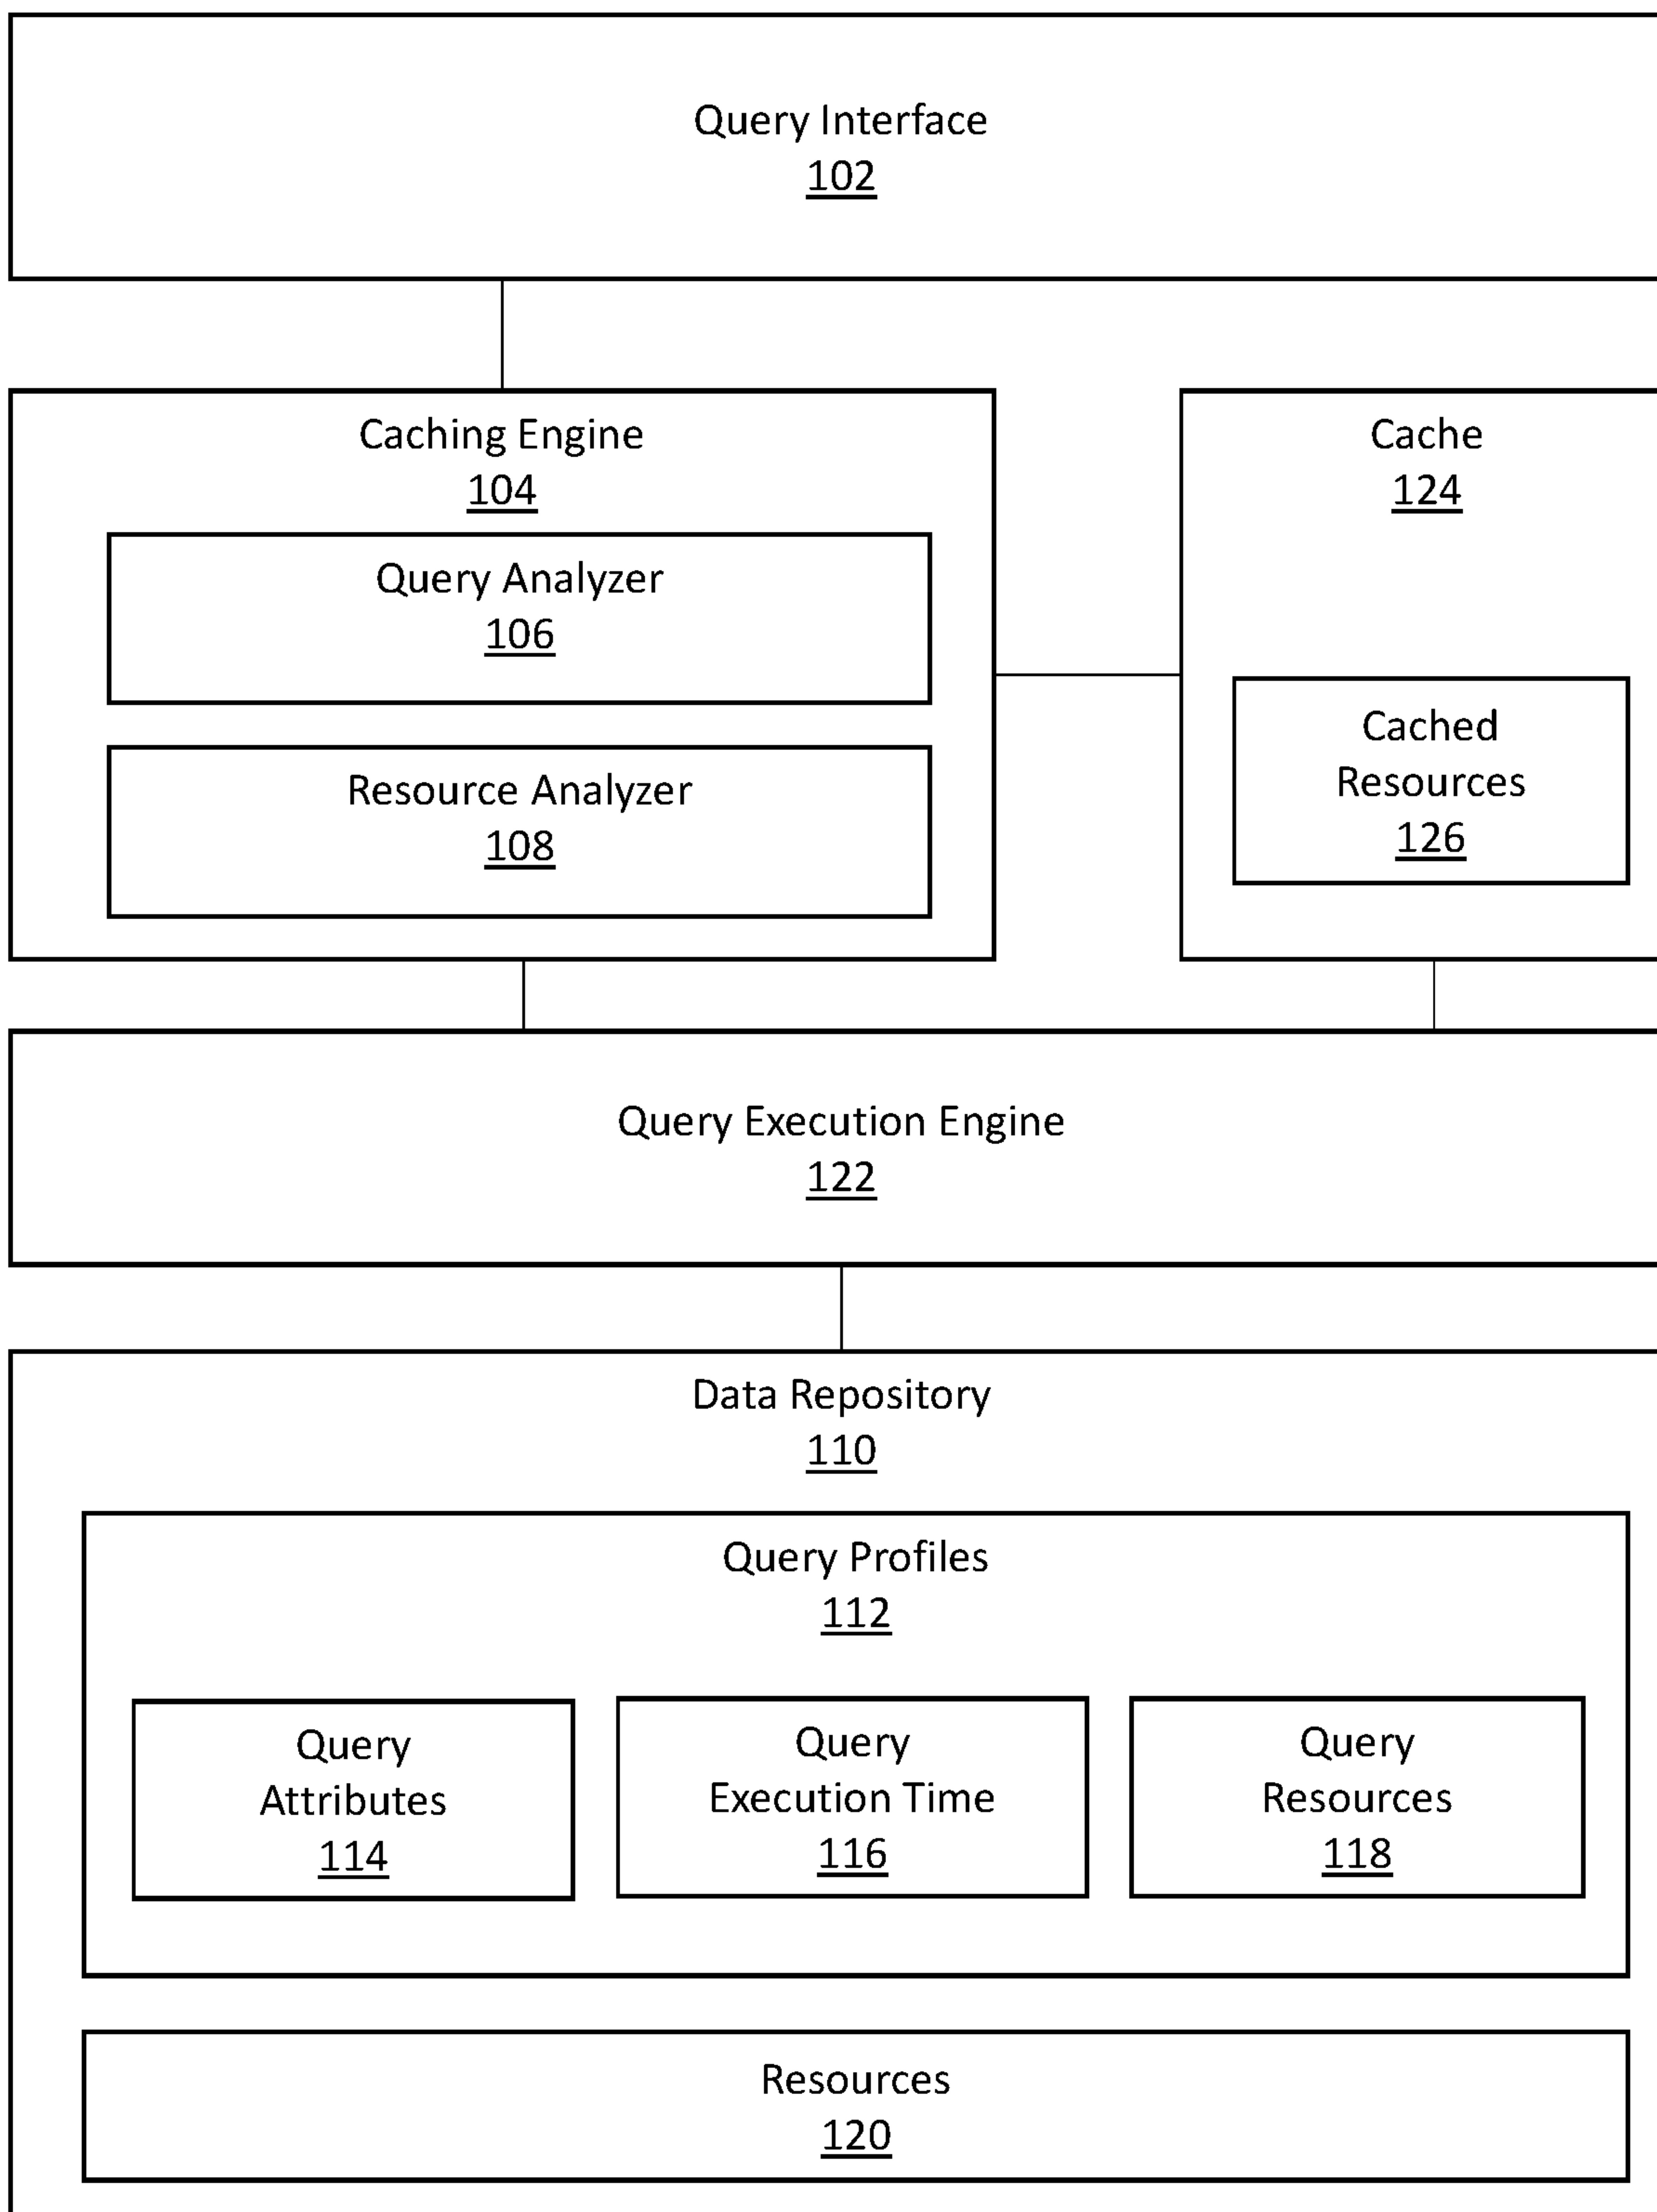 Query Interface
102
Caching Engine
104
Query Analyzer
106
Resource Analyzer
108
Cache
124
Cached
Resources
126
Query Execution Engine
122
Data Repository
110
Query Profiles
112
Query
Attributes
114
Query
Execution Time
116
Query
Resources
118
Resources
120